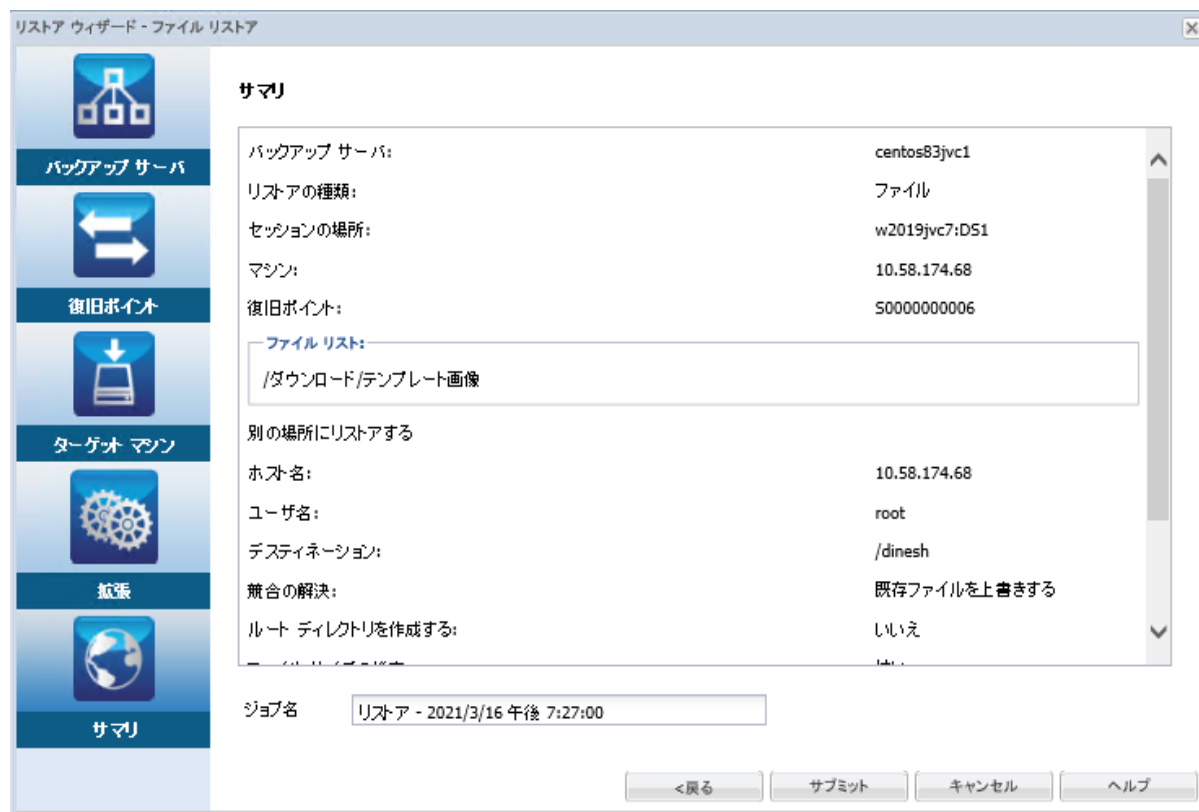 リストア ウィザード - ファイル リストア
バックアップ サーバ
復旧ポイント
ターゲット マシン
拡張
サマリ
サマリ
バックアップ サーバ: centos83jvc1
リストアの種類: ファイル
セッションの場所: w2019jvc7:DS1
マシン: 10.58.174.68
復旧ポイント: S0000000006
ファイル リスト:
/ダウンロード/テンプレート画像
別の場所にリストアする
ホスト名: 10.58.174.68
ユーザ名: root
デスティネーション: /dinesh
競合の解決: 既存ファイルを上書きする
ルート ディレクトリを作成する: いいえ
ジョブ名 リストア - 2021/3/16 午後 7:27:00
<戻る サブミット キャンセル ヘルプ